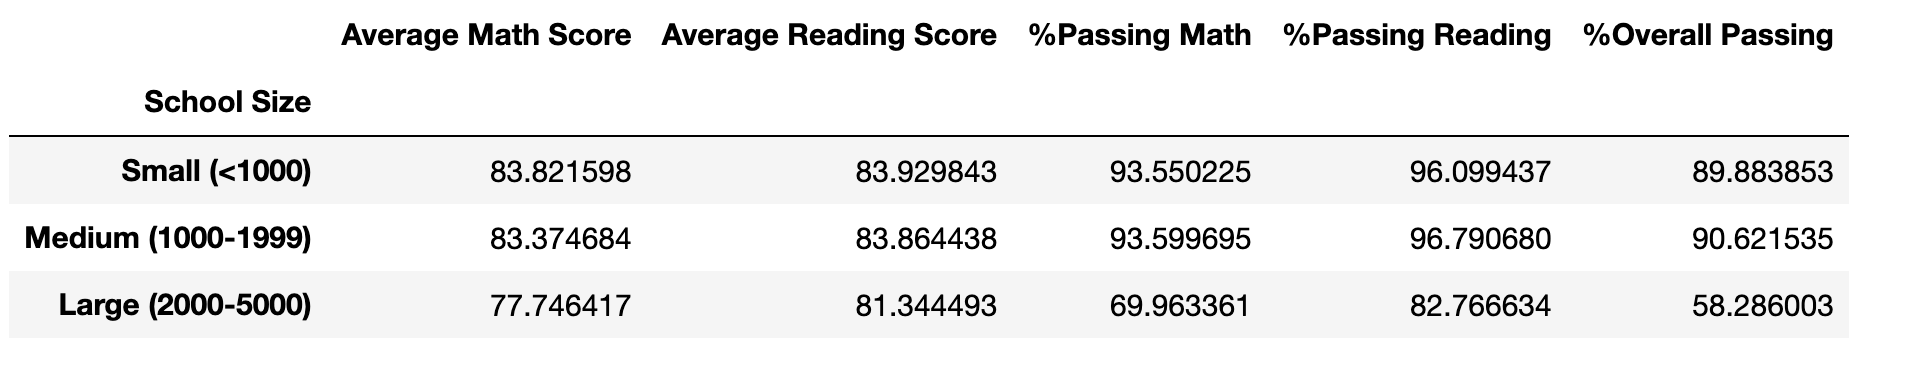 Average Math Score Average Reading Score %Passing Math %Passing Reading %Overall Passing
School Size
Small (<1000) 83.821598 83.929843 93.550225 96.099437 89.883853
Medium (1000-1999) 83.374684 83.864438 93.599695 96.790680 90.621535
Large (2000-5000) 77.746417 81.344493 69.963361 82.766634 58.286003